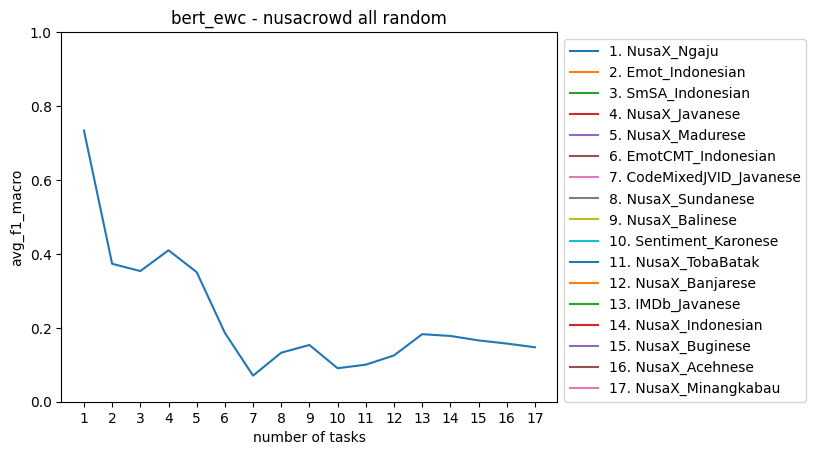 bert_ewc - nusacrowd all random
1.0
0.8
0.6
0.4
0.2
0.0
avg_f1_macro
1 2 3 4 5 6 7 8 9 10 11 12 13 14 15 16 17
number of tasks
1. NusaX_Ngaju
2. Emot_Indonesian
3. SmSA_Indonesian
4. NusaX_Javanese
5. NusaX_Madurese
6. EmotCMT_Indonesian
7. CodeMixedJVID_Javanese
8. NusaX_Sundanese
9. NusaX_Balinese
10. Sentiment_Karonese
11. NusaX_TobaBatak
12. NusaX_Banjarese
13. IMDb_Javanese
14. NusaX_Indonesian
15. NusaX_Buginese
16. NusaX_Acehnese
17. NusaX_Minangkabau